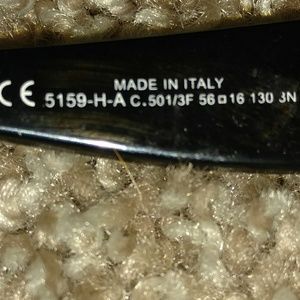 MADE IN ITALY
CE 5159-H-A C.501/3F 56□16 130 3N